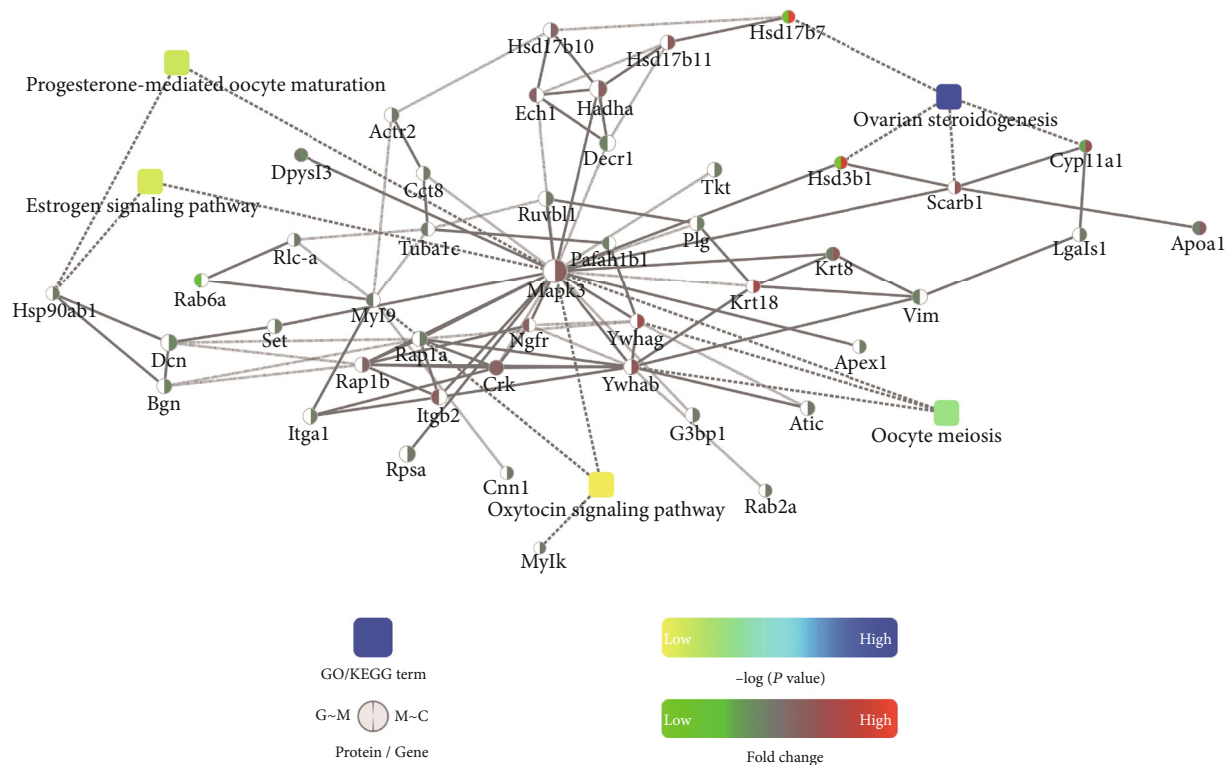 Hsd17b7
Hsd17b10
Hsd17b11
Progesterone-mediated oocyte maturation
Ech1
Hadha
Ovarian steroidogenesis
Actr2
Decr1
Cyp11a1
DpysI3
Cct8
Tkt
Hsd3b1
Estrogen signaling pathway
Ruvbl1
Scarb1
Tuba1c
Plg
Rlc-a
Pafah1b1
LgaIs1
Apoa1
Krt8
Rab6a
Mapk3
Hsp90ab1
MyI9
Krt18
Vim
Set
Ngfr
Ywhag
Dcn
Rap1a
Apex1
Rap1b
Crk
Ywhab
Bgn
Itgb2
Itga1
G3bp1
Atic
Oocyte meiosis
Rpsa
Cnn1
Rab2a
Oxytocin signaling pathway
MyIk
Low
High
GO/KEGG term
–log (P value)
G~M
M~C
Low
High
Protein / Gene
Fold change